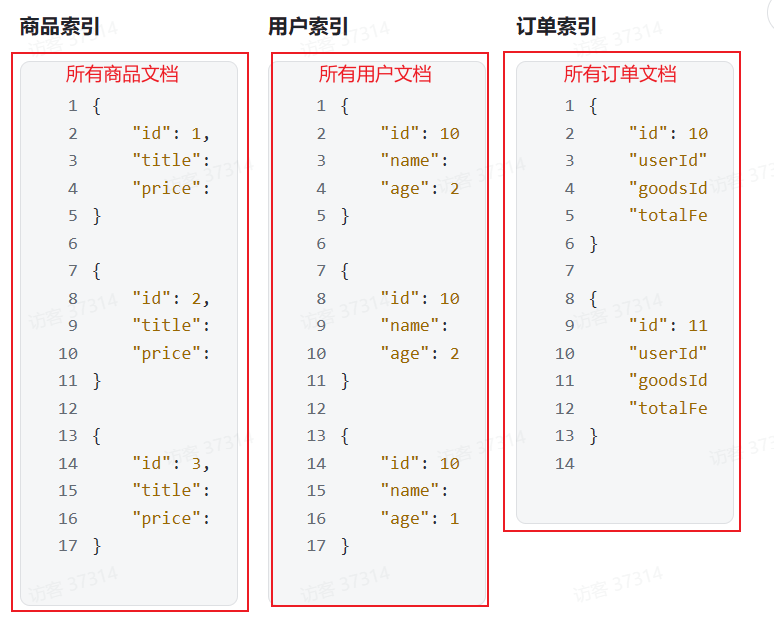 商品索引
所有商品文档
1 {
2 "id": 1,
3 "title":
4 "price":
5 }
6
7 {
8 "id": 2,
9 "title":
10 "price":
11 }
12
13 {
14 "id": 3,
15 "title":
16 "price":
17 }
用户索引
所有用户文档
1 {
2 "id": 10
3 "name":
4 "age": 2
5 }
6
7 {
8 "id": 10
9 "name":
10 "age": 2
11 }
12
13 {
14 "id": 10
15 "name":
16 "age": 1
17 }
订单索引
所有订单文档
1 {
2 "id": 10
3 "userId"
4 "goodsId
5 "totalFe
6 }
7
8 {
9 "id": 11
10 "userId"
11 "goodsId
12 "totalFe
13 }
14
访客 37314